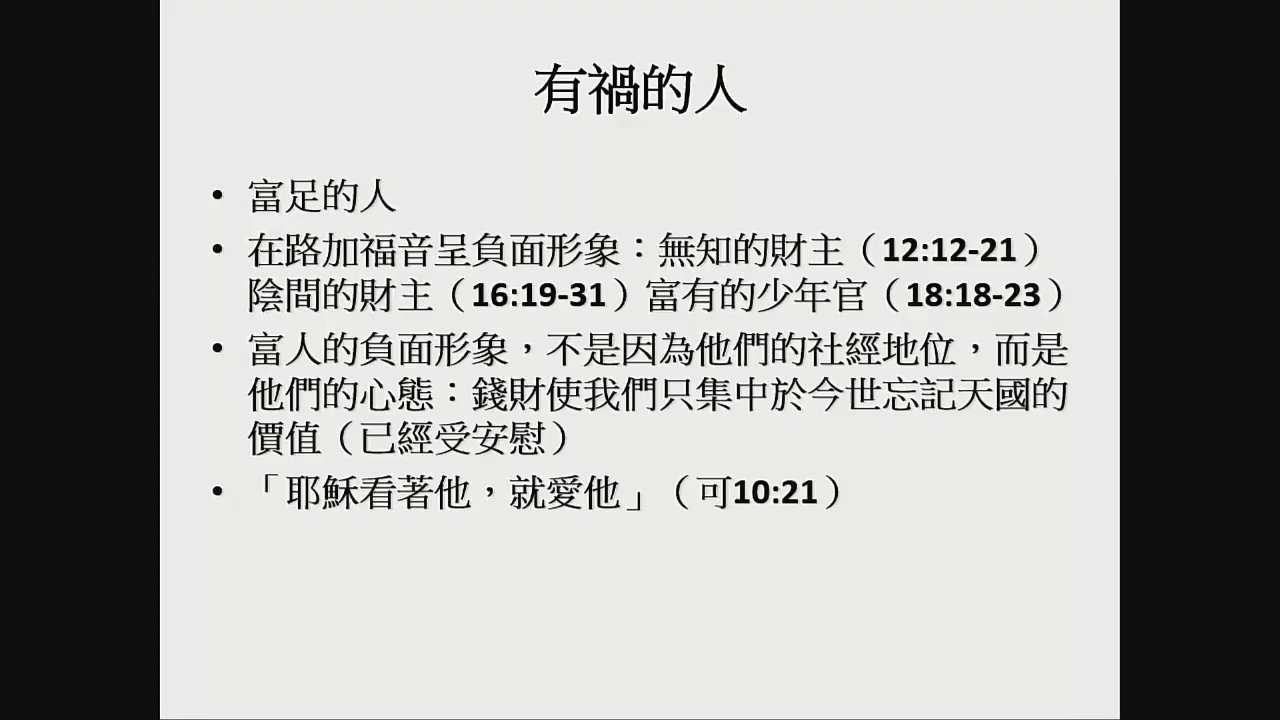 有禍的人
• 富足的人
• 在路加福音呈負面形象：無知的財主（12:12-21）
陰間的財主（16:19-31）富有的少年官（18:18-23）
• 富人的負面形象，不是因為他們的社經地位，而是
他們的心態：錢財使我們只集中於今世忘記天國的
價值（已經受安慰）
• 「耶穌看著他，就愛他」（可10:21）